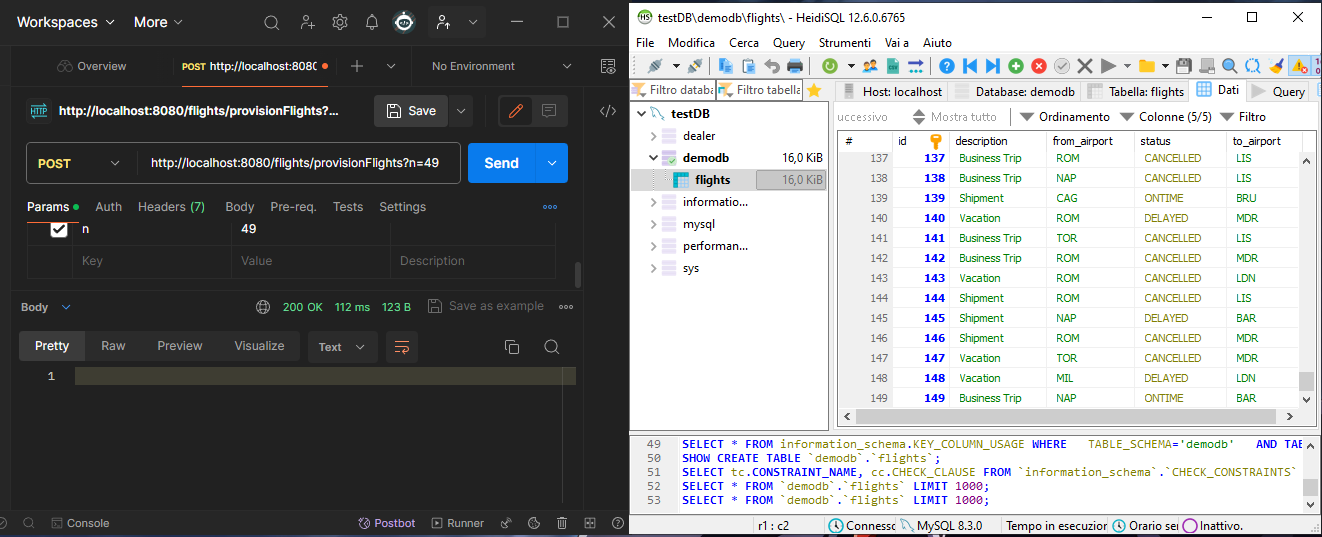 Workspaces More
Overview POST http://localhost:8080 No Environment
HTTP http://localhost:8080/flights/provisionFlights?... Save
POST http://localhost:8080/flights/provisionFlights?n=49 Send
Params Auth Headers (7) Body Pre-req. Tests Settings
n 49
Key Value Description
Body 200 OK 112 ms 123 B Save as example
Pretty Raw Preview Visualize Text
1
Console Postbot Runner
HS testDB\demodb\flights\ - HeidiSQL 12.6.0.6765
File Modifica Cerca Query Strumenti Vai a Aiuto
Filtro databa Filtro tabella Host: localhost Database: demodb Tabella: flights Dati Query
testDB
dealer
demodb 16,0 KiB
flights 16,0 KiB
informatio...
mysql
performan...
sys
uccessivo Mostra tutto Ordinamento Colonne (5/5) Filtro
# id description from_airport status to_airport
137 137 Business Trip ROM CANCELLED LIS
138 138 Business Trip NAP CANCELLED LIS
139 139 Shipment CAG ONTIME BRU
140 140 Vacation ROM DELAYED MDR
141 141 Business Trip TOR CANCELLED LIS
142 142 Business Trip ROM CANCELLED MDR
143 143 Vacation ROM CANCELLED LDN
144 144 Shipment ROM CANCELLED LIS
145 145 Shipment NAP DELAYED BAR
146 146 Shipment ROM CANCELLED MDR
147 147 Vacation TOR CANCELLED MDR
148 148 Vacation MIL DELAYED LDN
149 149 Business Trip NAP ONTIME BAR
49 SELECT * FROM information_schema.KEY_COLUMN_USAGE WHERE TABLE_SCHEMA='demodb' AND TAB
50 SHOW CREATE TABLE `demodb`.`flights`;
51 SELECT tc.CONSTRAINT_NAME, cc.CHECK_CLAUSE FROM `information_schema`.`CHECK_CONSTRAINTS`
52 SELECT * FROM `demodb`.`flights` LIMIT 1000;
53 SELECT * FROM `demodb`.`flights` LIMIT 1000;
r1 : c2 Connesso MySQL 8.3.0 Tempo in esecuzion Orario ser Inattivo.